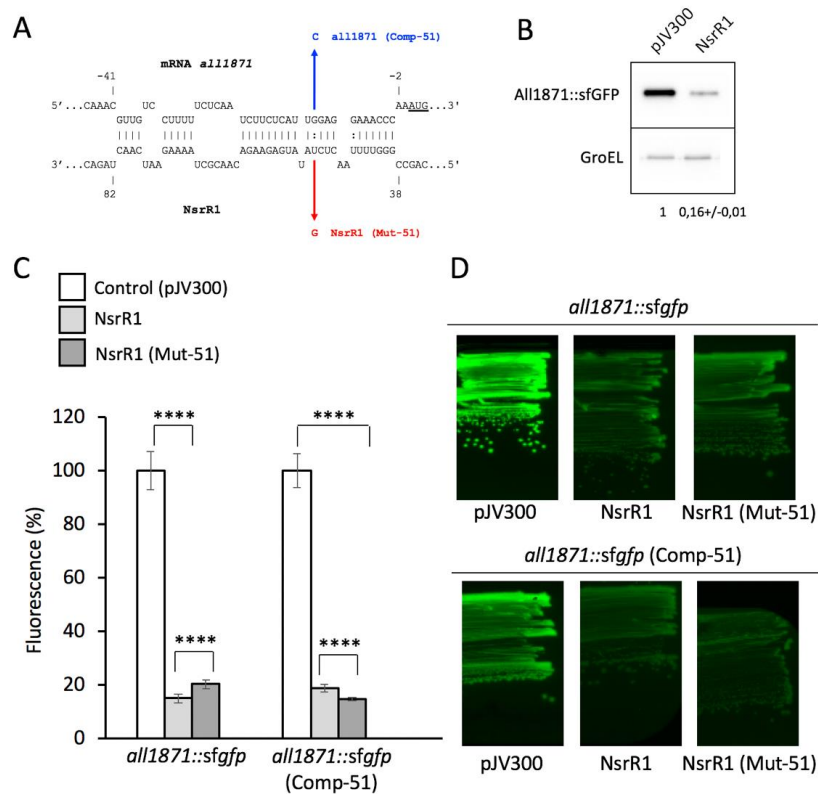 A
C all1871 (Comp-51)
mRNA all1871
-41 -2
5’...CAAAC UC UCUCAA AAAUG...3’
GUUG CUUUU UCUUCUCAU UGGAG GAAACCC
CAAC GAAAA AGAAGAGUA AUCUC UUUUGGG
3’...CAGAU UAA UCGCAAC U AA CCGAC...5'
82 38
NsrR1
G NsrR1 (Mut-51)
B
pJV300 NsrR1
All1871::sfGFP
GroEL
1 0,16+/-0,01
C
Control (pJV300)
NsrR1
NsrR1 (Mut-51)
Fluorescence (%)
120
100
80
60
40
20
0
**** ****
**** ****
all1871::sfgfp all1871::sfgfp
(Comp-51)
D
all1871::sfgfp
pJV300 NsrR1 NsrR1 (Mut-51)
all1871::sfgfp (Comp-51)
pJV300 NsrR1 NsrR1 (Mut-51)